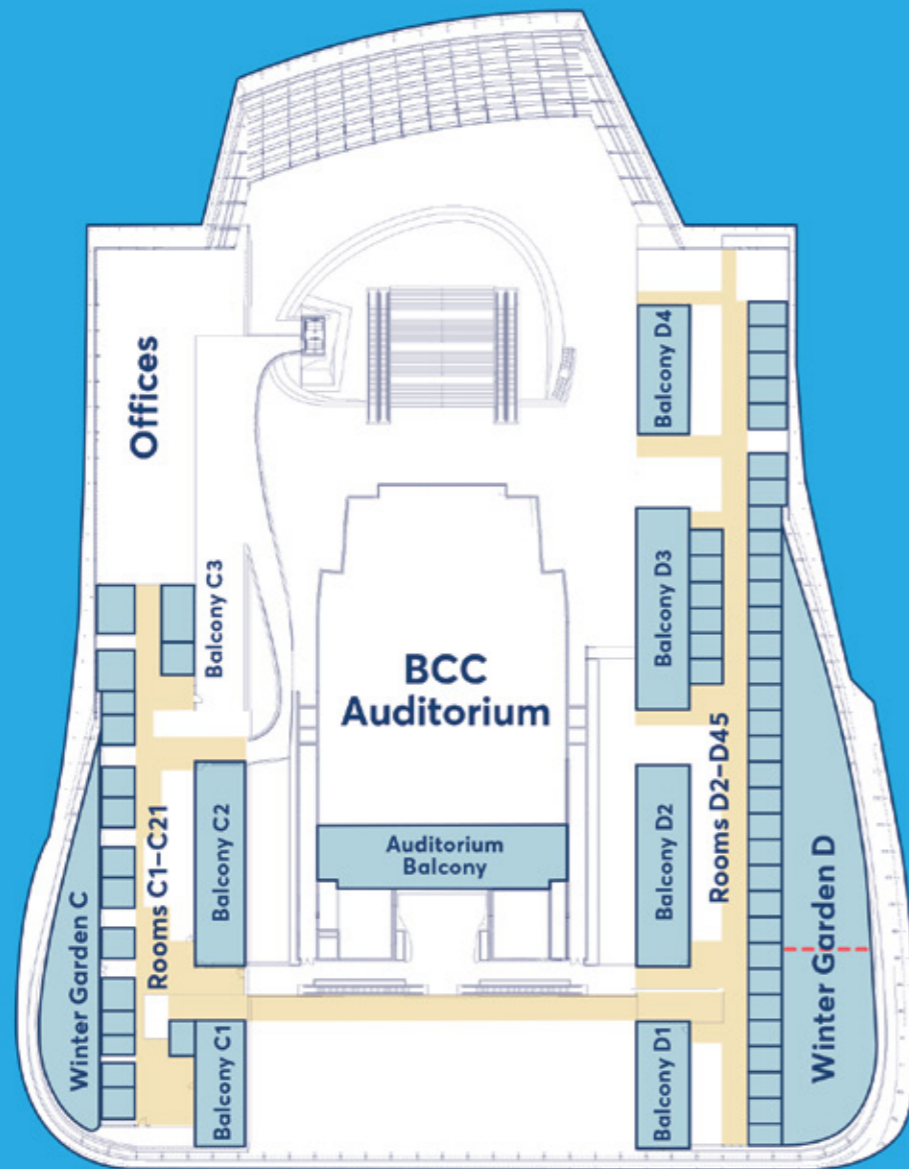 Offices
Balcony D4
Balcony C3
Balcony D3
BCC
Auditorium
Rooms D2–D45
Rooms C1–C21
Balcony C2
Auditorium
Balcony
Balcony D2
Winter Garden C
Winter Garden D
Balcony C1
Balcony D1